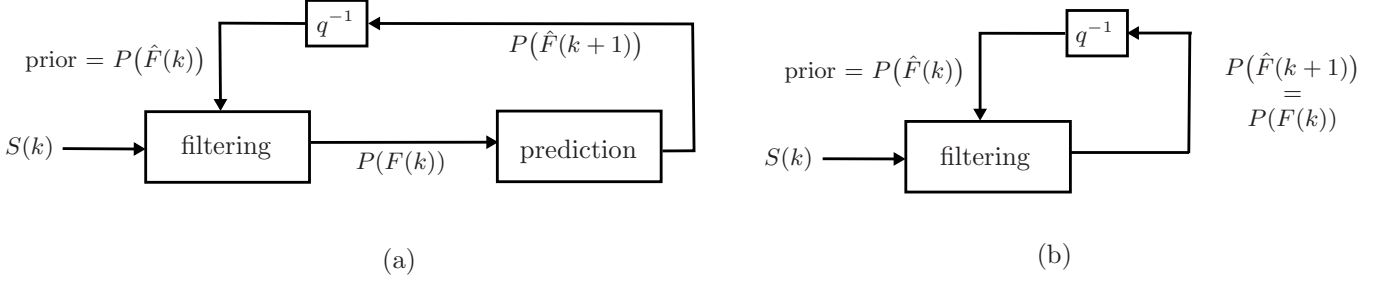 q⁻¹
P(F̂(k + 1))
prior = P(F̂(k))
S(k)
filtering
P(F(k))
prediction
(a)
q⁻¹
prior = P(F̂(k))
P(F̂(k + 1))
=
P(F(k))
S(k)
filtering
(b)